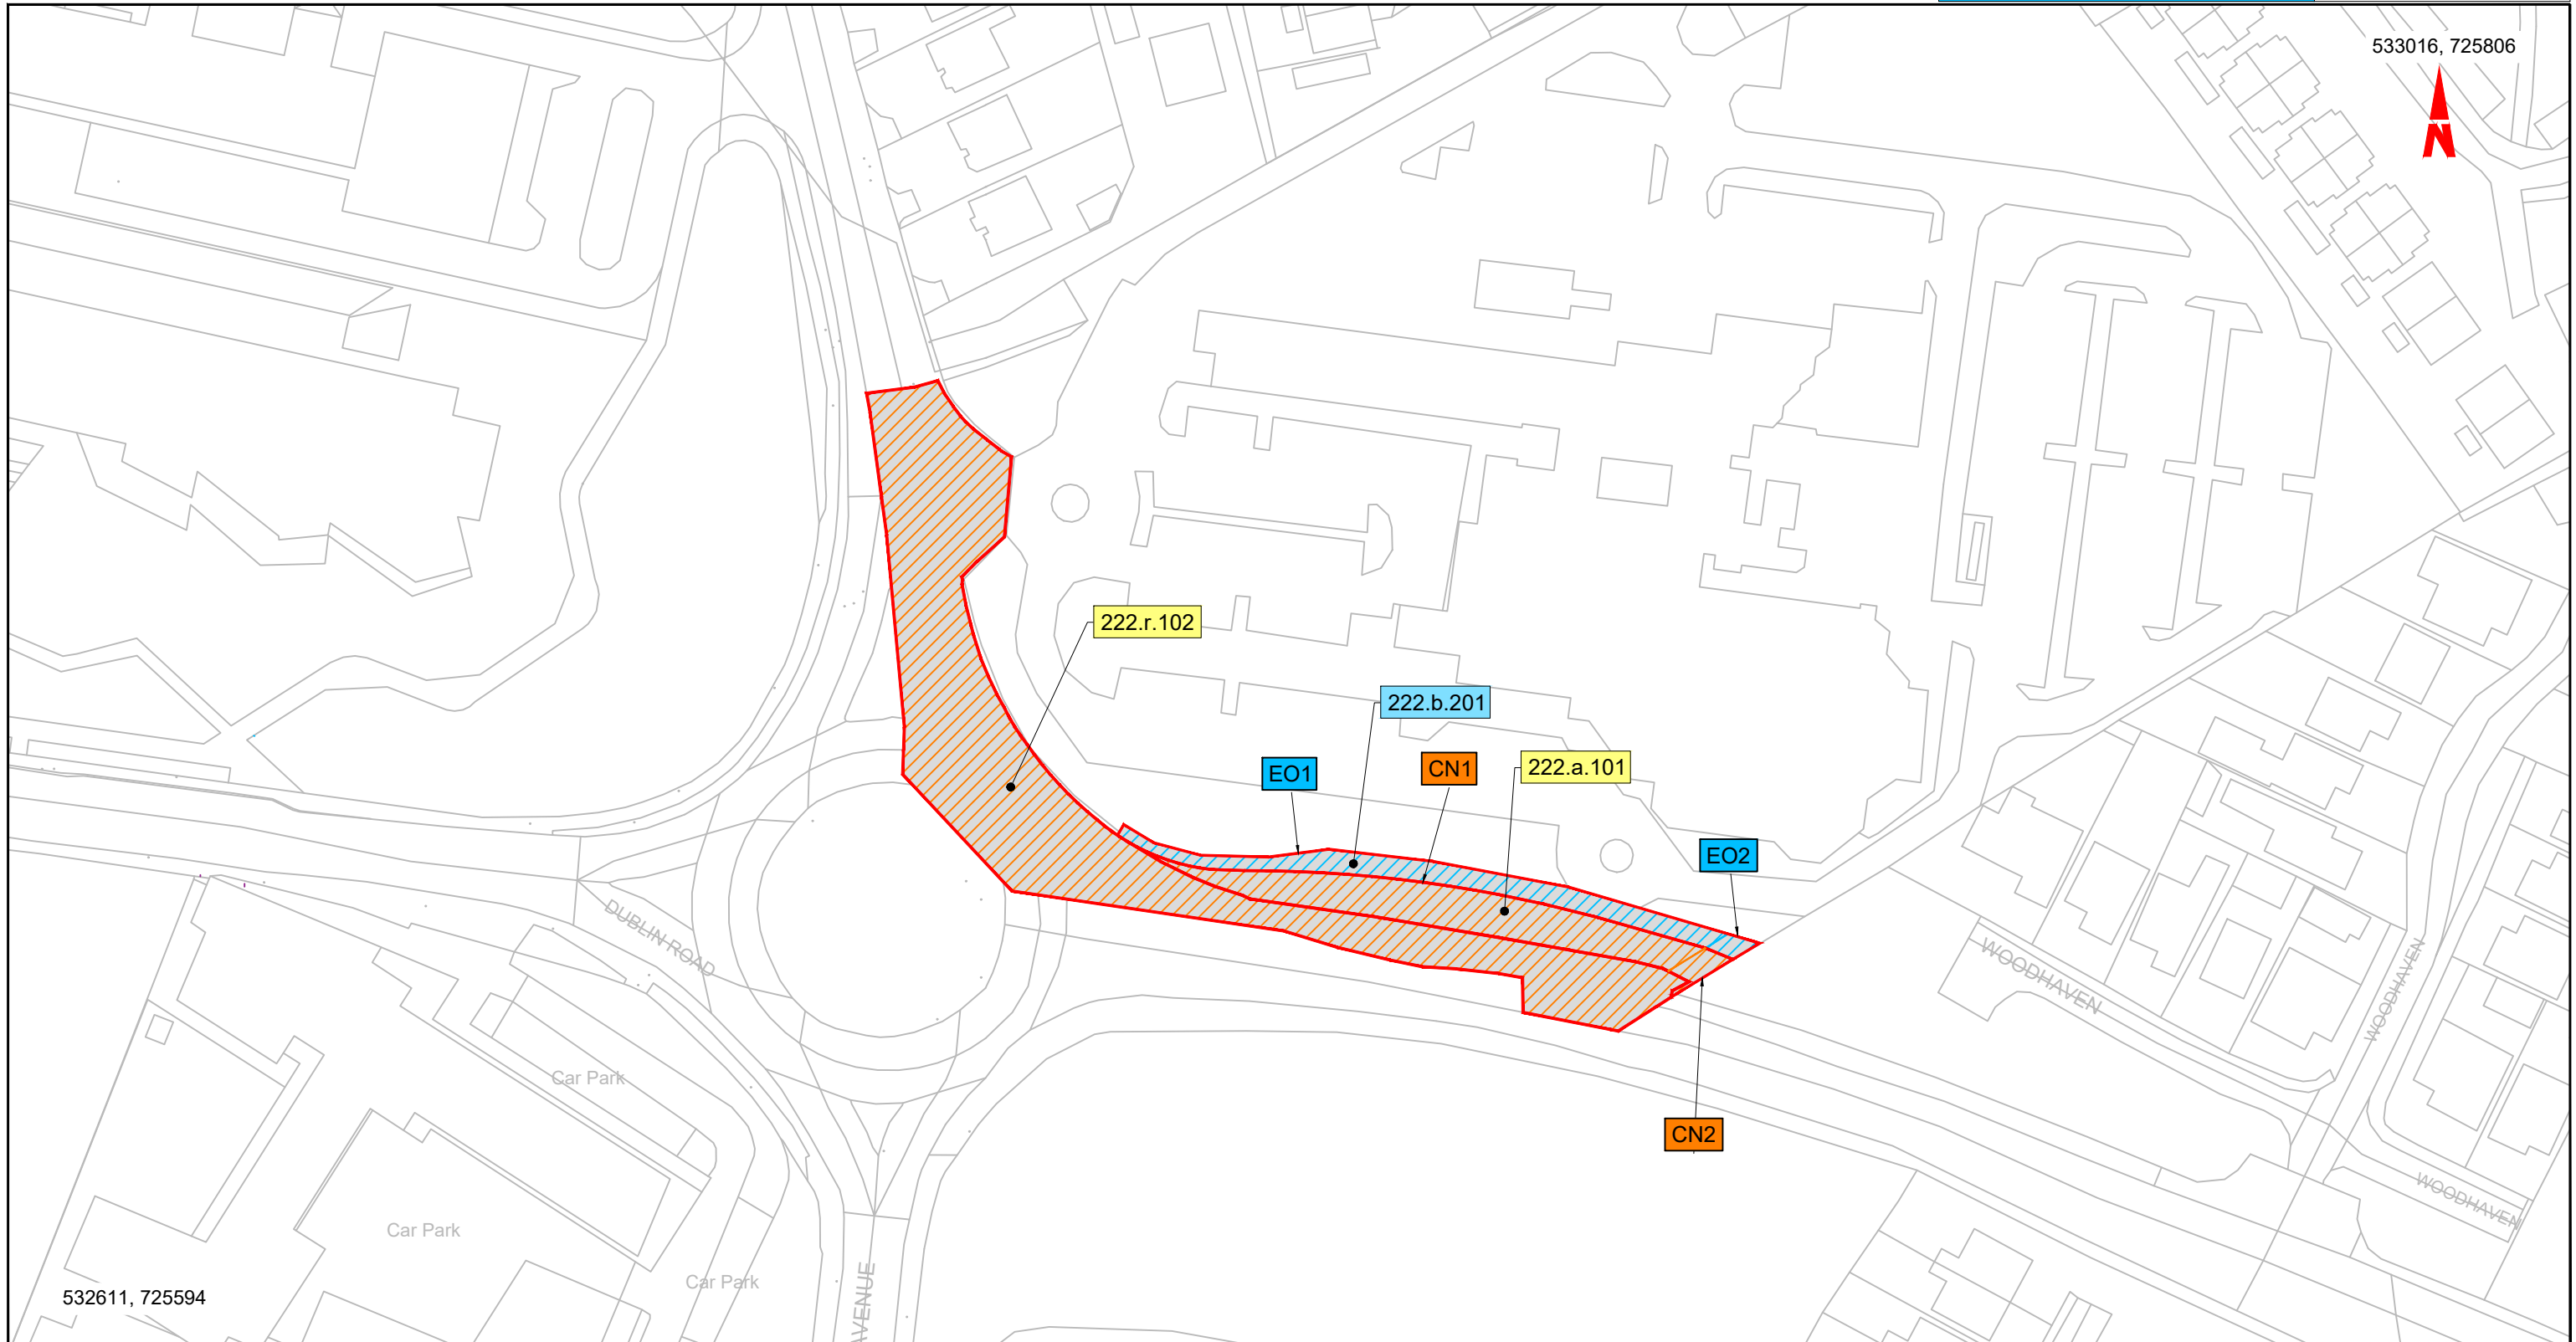 533016, 725806
N
222.r.102
222.b.201
EO1
CN1
222.a.101
EO2
DUBLIN ROAD
WOODHAVEN
WOODHAVEN
Car Park
CN2
WOODHAVEN
Car Park
Car Park
AVENUE
532611, 725594